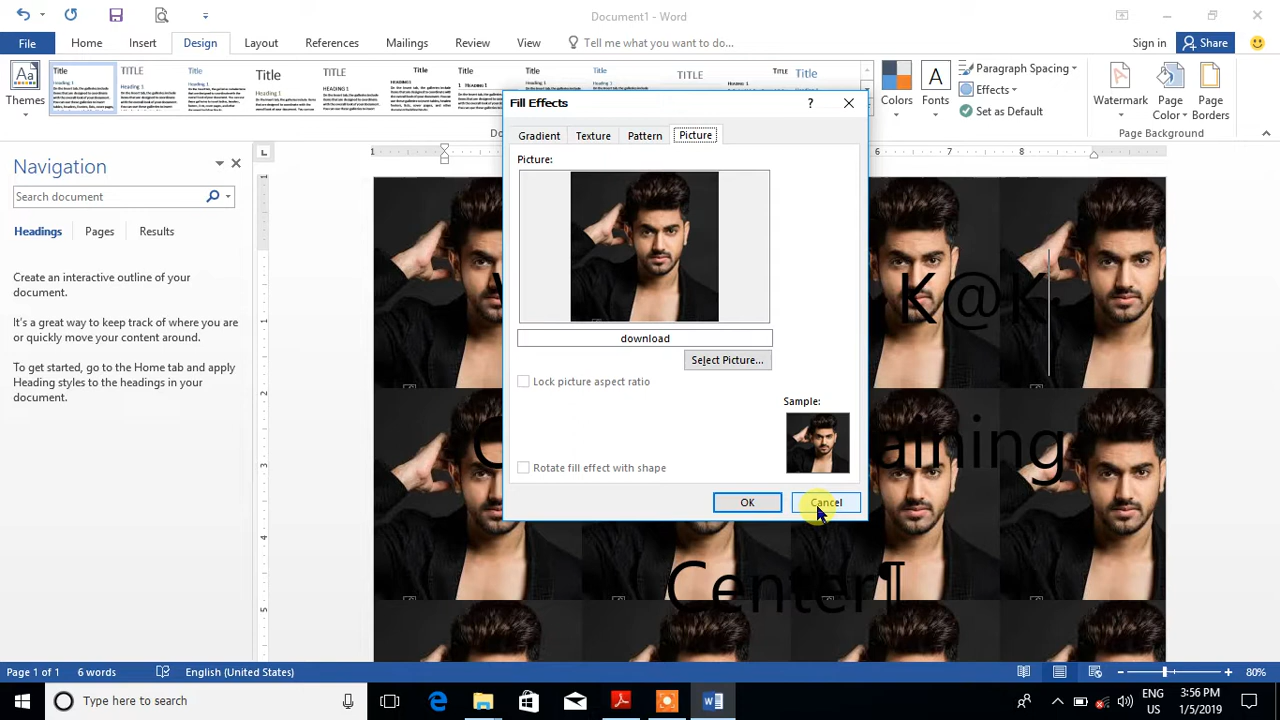 Document1 - Word
File
Home
Insert
Design
Layout
References
Mailings
Review
View
Tell me what you want to do...
Sign in
Share
Themes
Colors
Fonts
Paragraph Spacing
Effects
Set as Default
Watermark
Page Color
Page Borders
Page Background
Navigation
Search document
Headings
Pages
Results
Create an interactive outline of your
document.
It's a great way to keep track of where you are
or quickly move your content around.
To get started, go to the Home tab and apply
Heading styles to the headings in your
document.
Fill Effects
?
Gradient
Texture
Pattern
Picture
Picture:
download
Select Picture...
Lock picture aspect ratio
Sample:
Rotate fill effect with shape
OK
Cancel
K@K
Center¶
Page 1 of 1
6 words
English (United States)
80%
Type here to search
ENG
US
3:56 PM
1/5/2019